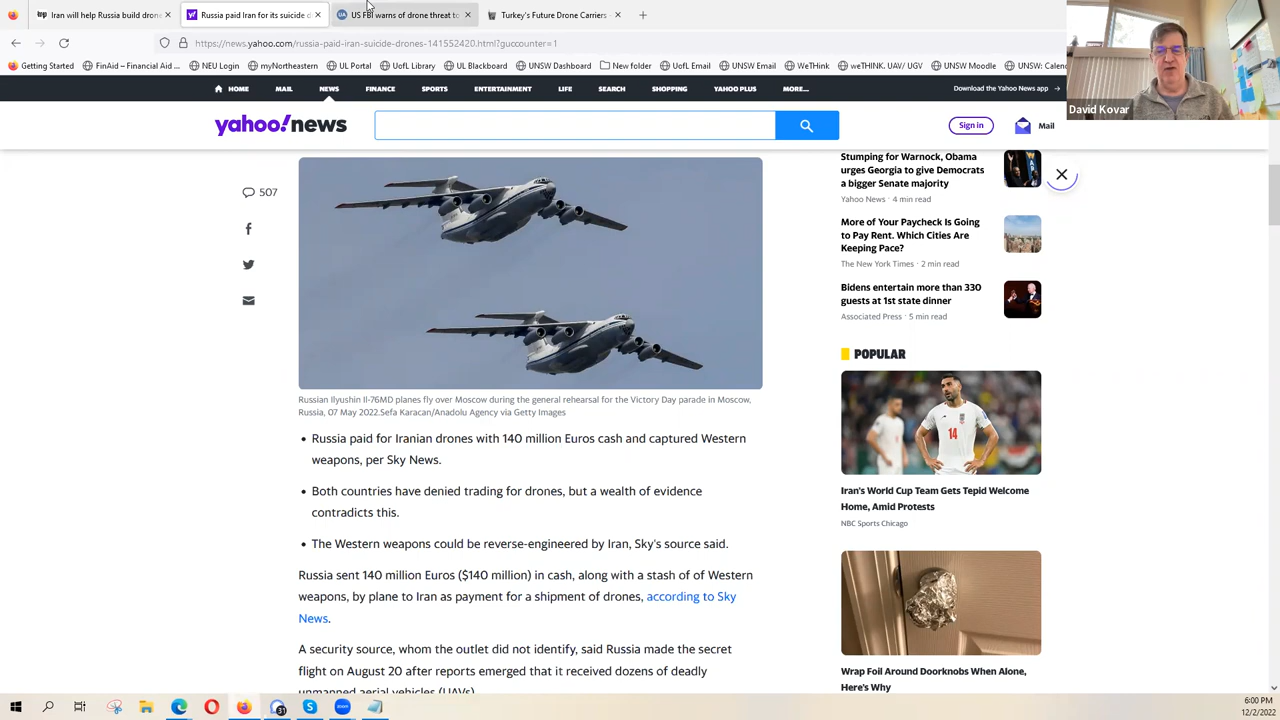 Iran will help Russia build drone
Russia paid Iran for its suicide d
US FBI warns of drone threat to
Turkey's Future Drone Carriers -
https://news.yahoo.com/russia-paid-iran-suicide-drones-141552420.html?guccounter=1
Getting Started
FinAid – Financial Aid ...
NEU Login
myNortheastern
UL Portal
UofL Library
UL Blackboard
UNSW Dashboard
New folder
UofL Email
UNSW Email
WeTHink
weTHINK. UAV/ UGV
UNSW Moodle
UNSW: Calend
David Kovar
HOME
MAIL
NEWS
FINANCE
SPORTS
ENTERTAINMENT
LIFE
SEARCH
SHOPPING
YAHOO PLUS
MORE...
Download the Yahoo News app
yahoo!news
Sign in
Mail
507
Russian Ilyushin Il-76MD planes fly over Moscow during the general rehearsal for the Victory Day parade in Moscow,
Russia, 07 May 2022.Sefa Karacan/Anadolu Agency via Getty Images
• Russia paid for Iranian drones with 140 million Euros cash and captured Western
weapons, per Sky News.
• Both countries have denied trading for drones, but a wealth of evidence
contradicts this.
• The Western weapons could be reverse-engineered by Iran, Sky's source said.
Russia sent 140 million Euros ($140 million) in cash, along with a stash of of Western
weapons, by plane to Iran as payment for a shipment of drones, according to Sky
News.
A security source, whom the outlet did not identify, said Russia made the secret
flight on August 20 after reports emerged that it received dozens of deadly
unmanned aerial vehicles (UAVs)
Stumping for Warnock, Obama
urges Georgia to give Democrats
a bigger Senate majority
Yahoo News · 4 min read
More of Your Paycheck Is Going
to Pay Rent. Which Cities Are
Keeping Pace?
The New York Times · 2 min read
Bidens entertain more than 330
guests at 1st state dinner
Associated Press · 5 min read
POPULAR
14
Iran's World Cup Team Gets Tepid Welcome
Home, Amid Protests
NBC Sports Chicago
Wrap Foil Around Doorknobs When Alone,
Here's Why
31
6:00 PM
12/2/2022